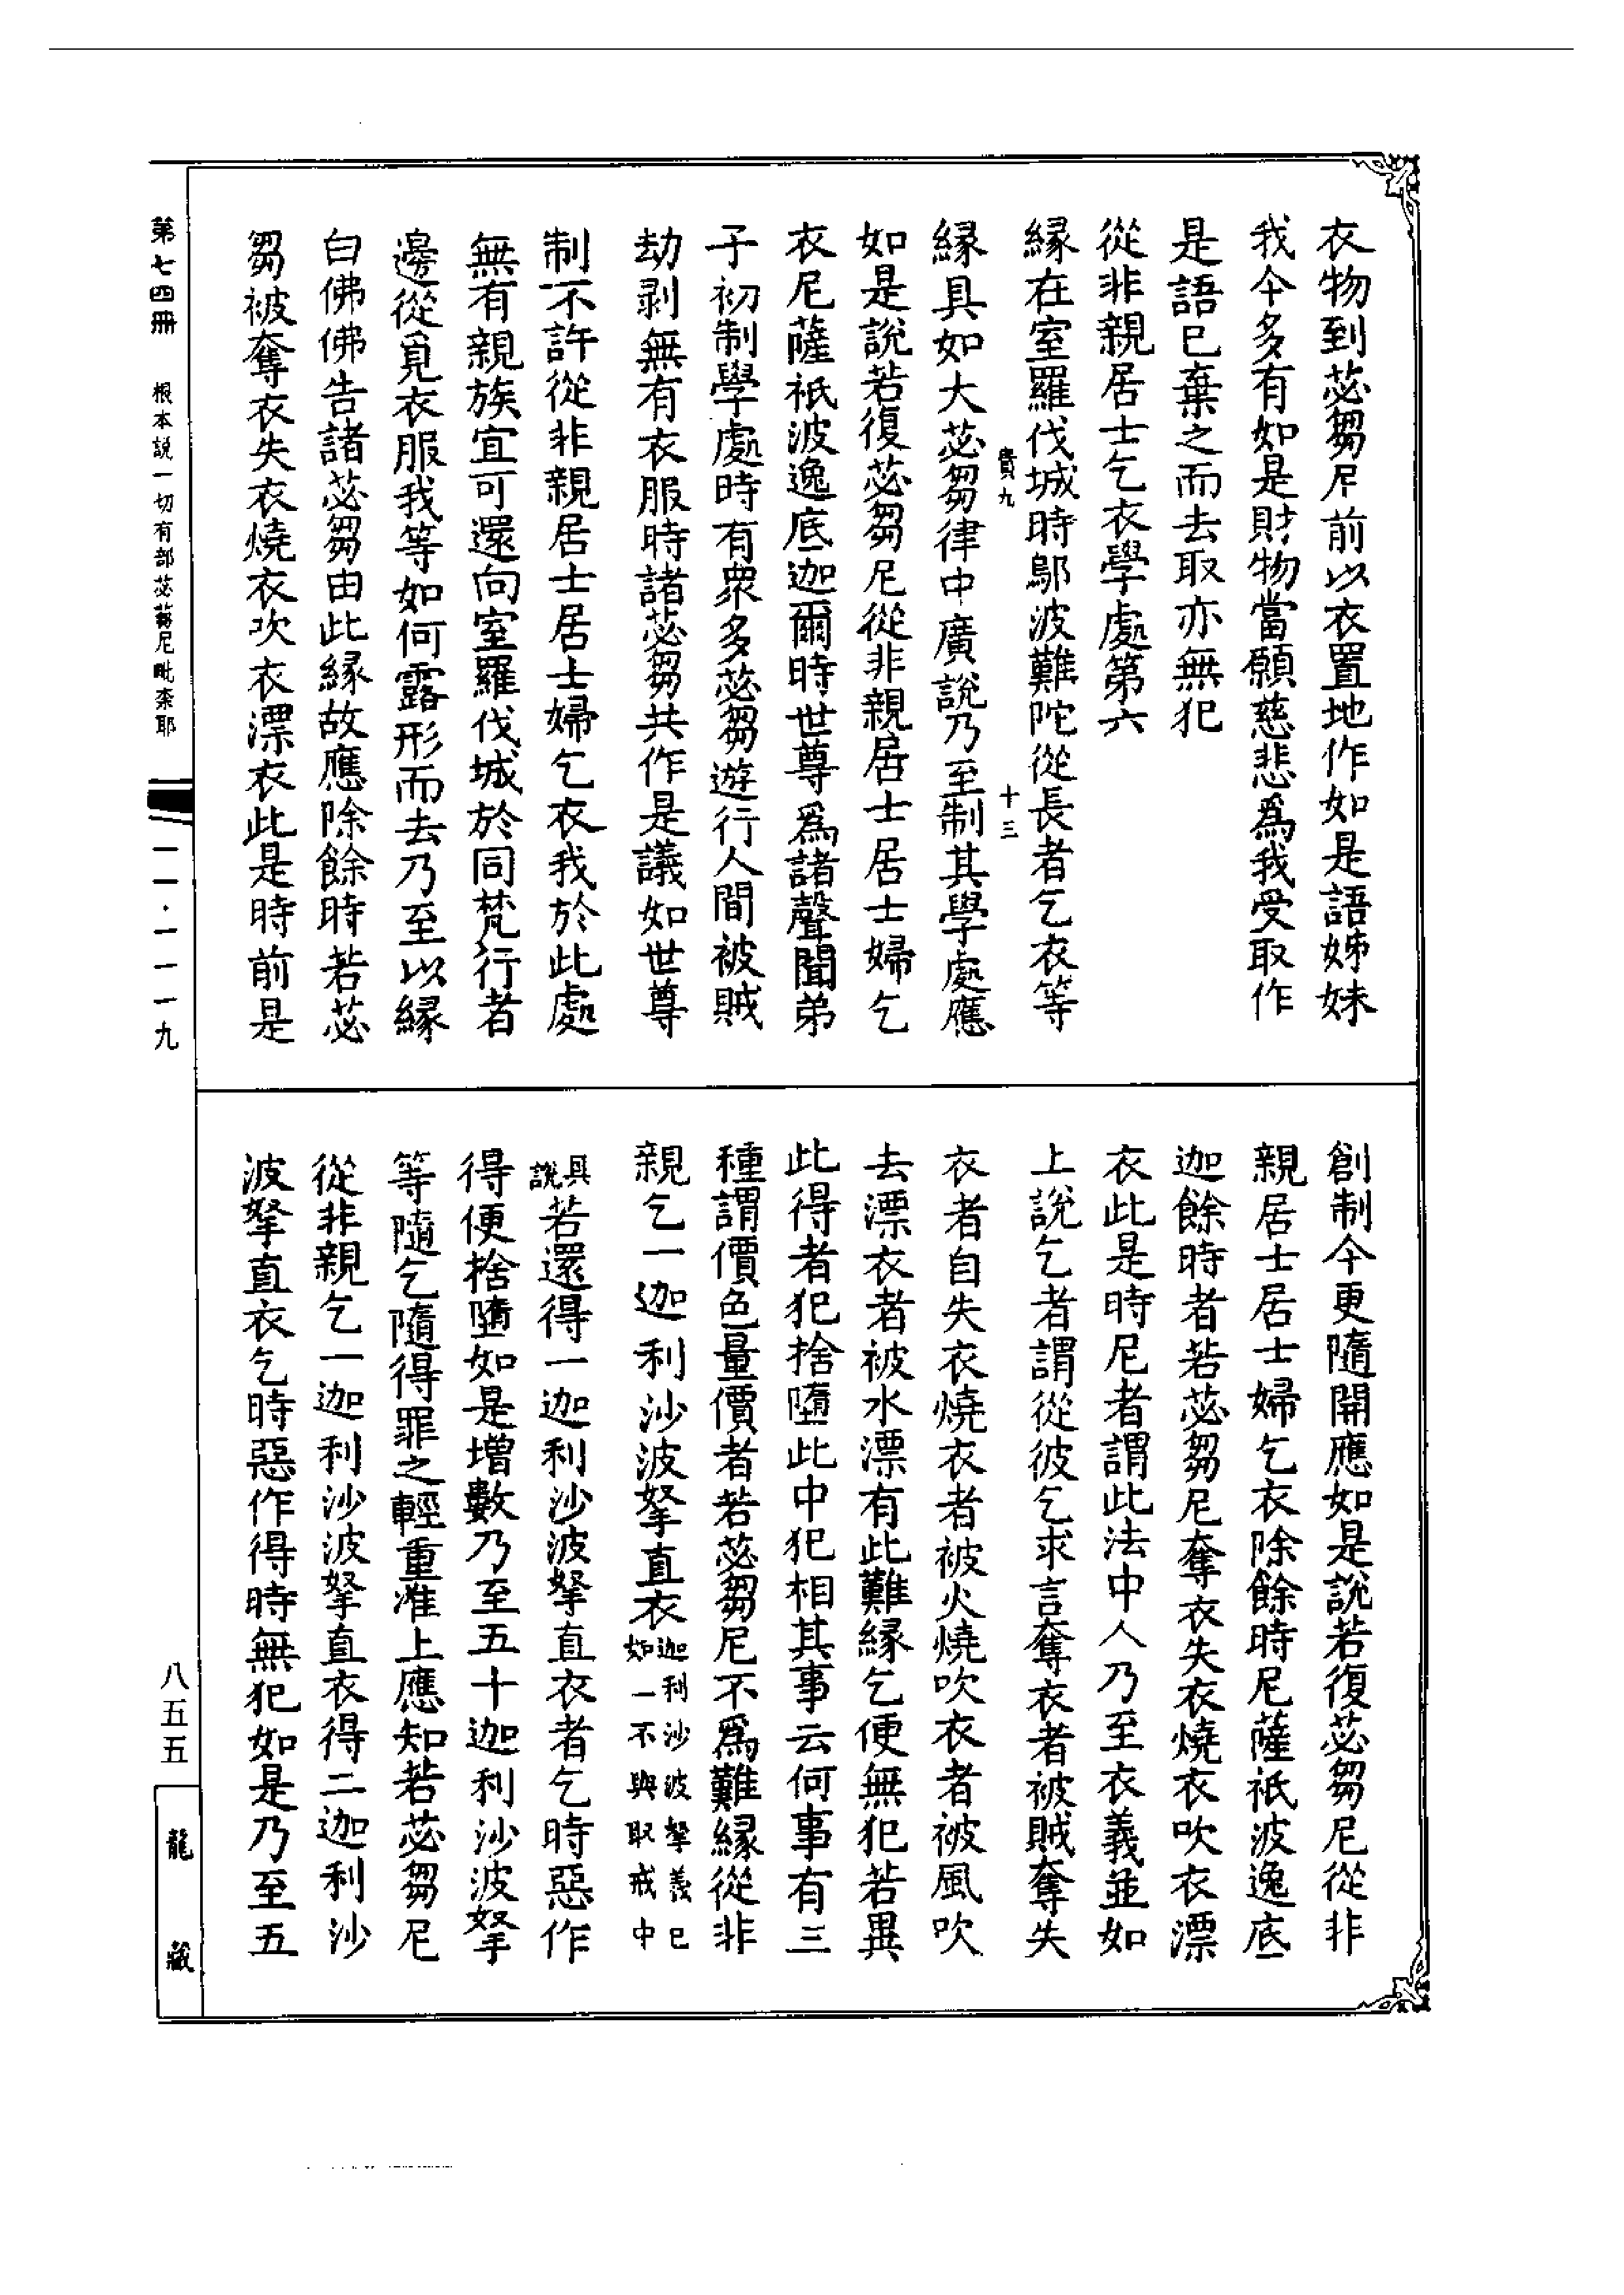 衣物到苾芻尼前以衣置地作如是語姊妹
我今多有如是財物當願慈悲爲我受取作
是語已棄之而去取亦無犯
從非親居士乞衣學處第六
緣在室羅伐城時鄔波難陀從長者乞衣等
貴九
十三
緣具如大苾芻律中廣說乃至制其學處應
如是說若復苾芻尼從非親居士居士婦乞
衣尼薩祇波逸底迦爾時世尊爲諸聲聞弟
子初制學處時有衆多苾芻遊行人間被賊
劫剥無有衣服時諸苾芻共作是議如世尊
制不許從非親居士居士婦乞衣我於此處
無有親族宜可還向室羅伐城於同梵行者
邊從覓衣服我等如何露形而去乃至以緣
白佛佛告諸苾芻由此緣故應除餘時若苾
芻被奪衣失衣燒衣吹衣漂衣此是時前是
創制今更隨開應如是說若復苾芻尼從非
親居士居士婦乞衣除餘時尼薩祇波逸底
迦餘時者若苾芻尼奪衣失衣燒衣吹衣漂
衣此是時尼者謂此法中人乃至衣義並如
上說乞者謂從彼乞求言奪衣者被賊奪失
衣者自失衣燒衣者被火燒吹衣者被風吹
去漂衣者被水漂有此難緣乞便無犯若異
此得者犯捨墮此中犯相其事云何事有三
種謂價色量價者若苾芻尼不爲難緣從非
親乞一迦利沙波拏直衣迦利沙波拏義已如一不與取戒中
具說若還得一迦利沙波拏直衣者乞時惡作
得便捨墮如是增數乃至五十迦利沙波拏
等隨乞隨得罪之輕重准上應知若苾芻尼
從非親乞一迦利沙波拏直衣得二迦利沙
波拏直衣乞時惡作得時無犯如是乃至五
第七四冊 根本說一切有部苾蒭尼毗柰耶
一一·一一一九
八五五
龍藏